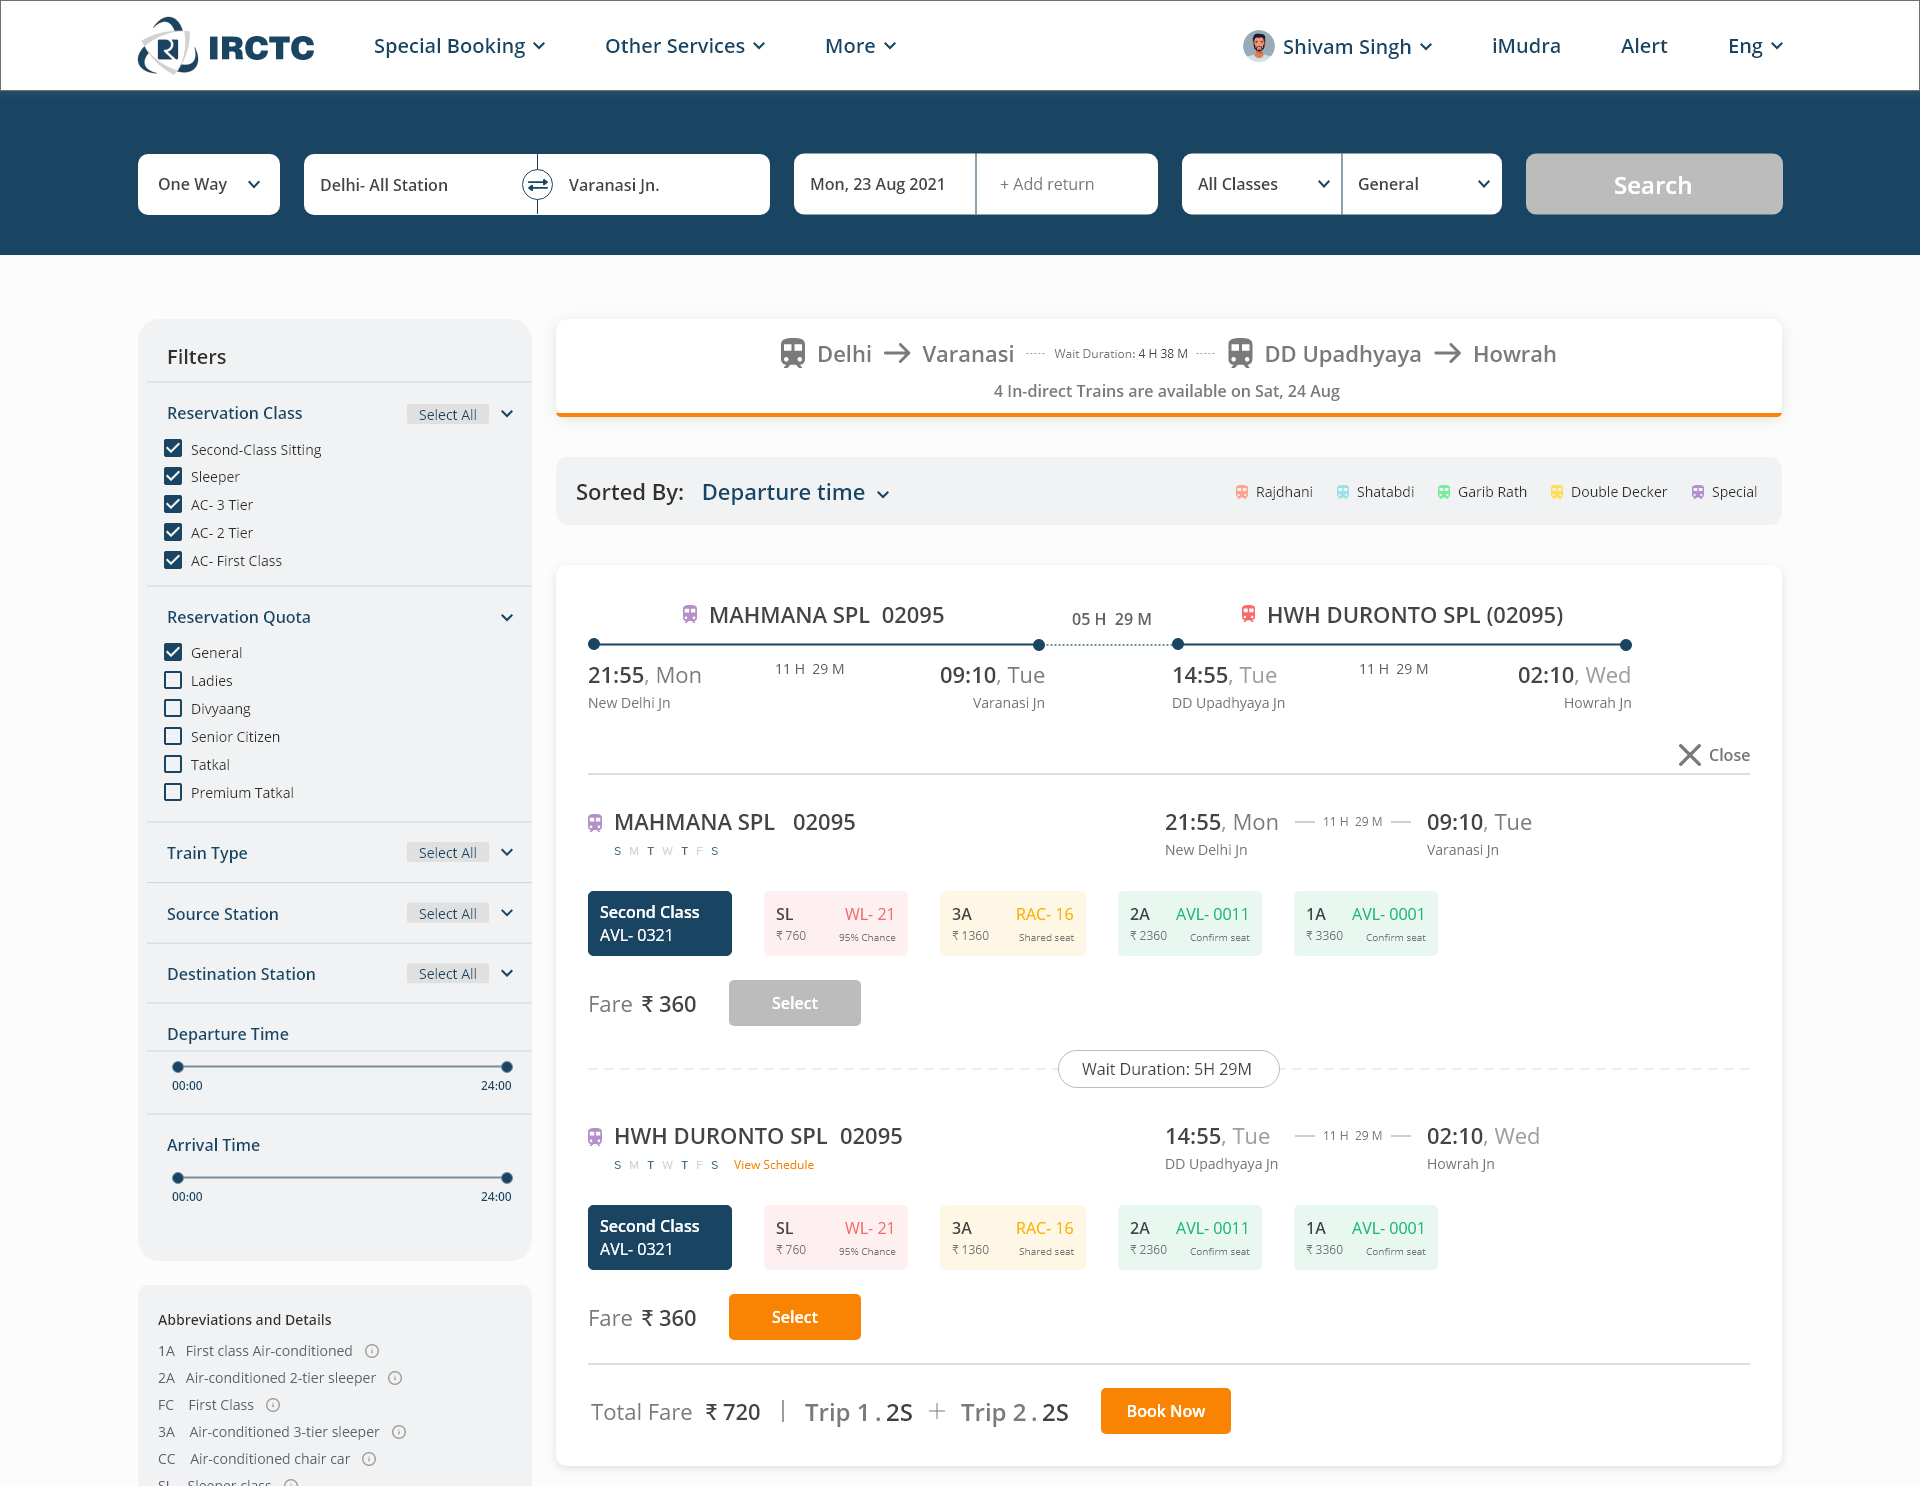 IRCTC
Special Booking
Other Services
More
Shivam Singh
iMudra
Alert
Eng
One Way
Delhi- All Station
Varanasi Jn.
Mon, 23 Aug 2021
+ Add return
All Classes
General
Search
Filters
Reservation Class
Select All
Second-Class Sitting
Sleeper
AC- 3 Tier
AC- 2 Tier
AC- First Class
Reservation Quota
General
Ladies
Divyaang
Senior Citizen
Tatkal
Premium Tatkal
Train Type
Select All
Source Station
Select All
Destination Station
Select All
Departure Time
00:00
24:00
Arrival Time
00:00
24:00
Abbreviations and Details
1A First class Air-conditioned
2A Air-conditioned 2-tier sleeper
FC First Class
3A Air-conditioned 3-tier sleeper
CC Air-conditioned chair car
SL Sleeper class
Delhi → Varanasi ----- Wait Duration: 4 H 38 M ----- DD Upadhyaya → Howrah
4 In-direct Trains are available on Sat, 24 Aug
Sorted By: Departure time
Rajdhani
Shatabdi
Garib Rath
Double Decker
Special
MAHMANA SPL 02095
05 H 29 M
HWH DURONTO SPL (02095)
21:55, Mon
11 H 29 M
09:10, Tue
14:55, Tue
11 H 29 M
02:10, Wed
New Delhi Jn
Varanasi Jn
DD Upadhyaya Jn
Howrah Jn
Close
MAHMANA SPL 02095
S M T W T F S
21:55, Mon
11 H 29 M
09:10, Tue
New Delhi Jn
Varanasi Jn
Second Class
AVL- 0321
SL WL- 21
₹ 760 95% Chance
3A RAC- 16
₹ 1360 Shared seat
2A AVL- 0011
₹ 2360 Confirm seat
1A AVL- 0001
₹ 3360 Confirm seat
Fare ₹ 360
Select
Wait Duration: 5H 29M
HWH DURONTO SPL 02095
S M T W T F S
View Schedule
14:55, Tue
11 H 29 M
02:10, Wed
DD Upadhyaya Jn
Howrah Jn
Second Class
AVL- 0321
SL WL- 21
₹ 760 95% Chance
3A RAC- 16
₹ 1360 Shared seat
2A AVL- 0011
₹ 2360 Confirm seat
1A AVL- 0001
₹ 3360 Confirm seat
Fare ₹ 360
Select
Total Fare ₹ 720 | Trip 1 . 2S + Trip 2 . 2S
Book Now